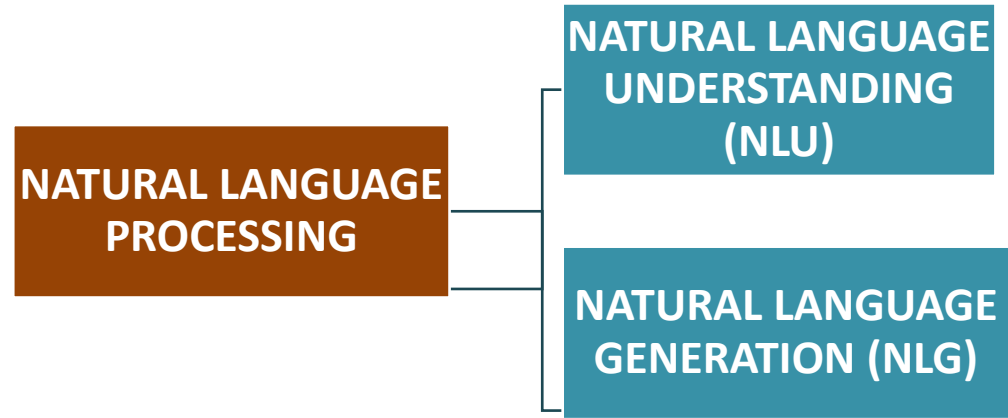 NATURAL LANGUAGE
PROCESSING
NATURAL LANGUAGE
UNDERSTANDING
(NLU)
NATURAL LANGUAGE
GENERATION (NLG)